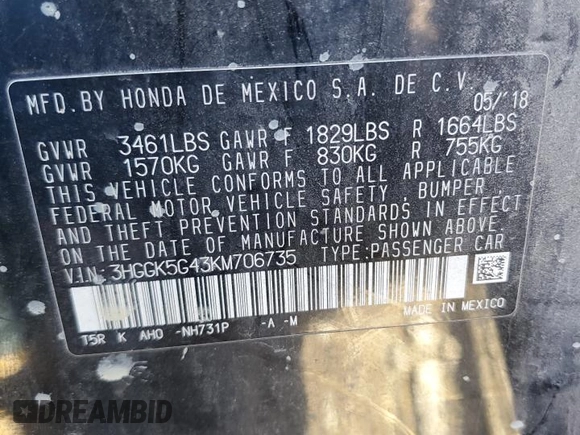 MFD.BY HONDA DE MEXICO S.A. DE C.V.
05/'18
GVWR 3461LBS GAWR F 1829LBS R 1664LBS
GVWR 1570KG GAWR F 830KG R 755KG
THIS VEHICLE CONFORMS TO ALL APPLICABLE
FEDERAL MOTOR VEHICLE SAFETY, BUMPER,
AND THEFT PREVENTION STANDARDS IN EFFECT
ON THE DATE OF MANUFACTURE SHOWN ABOVE.
V.I.N: 3HGGK5G43KM706735 TYPE:PASSENGER CAR
T5R K AHO -NH731P -A -M
MADE IN MEXICO
DREAMBID